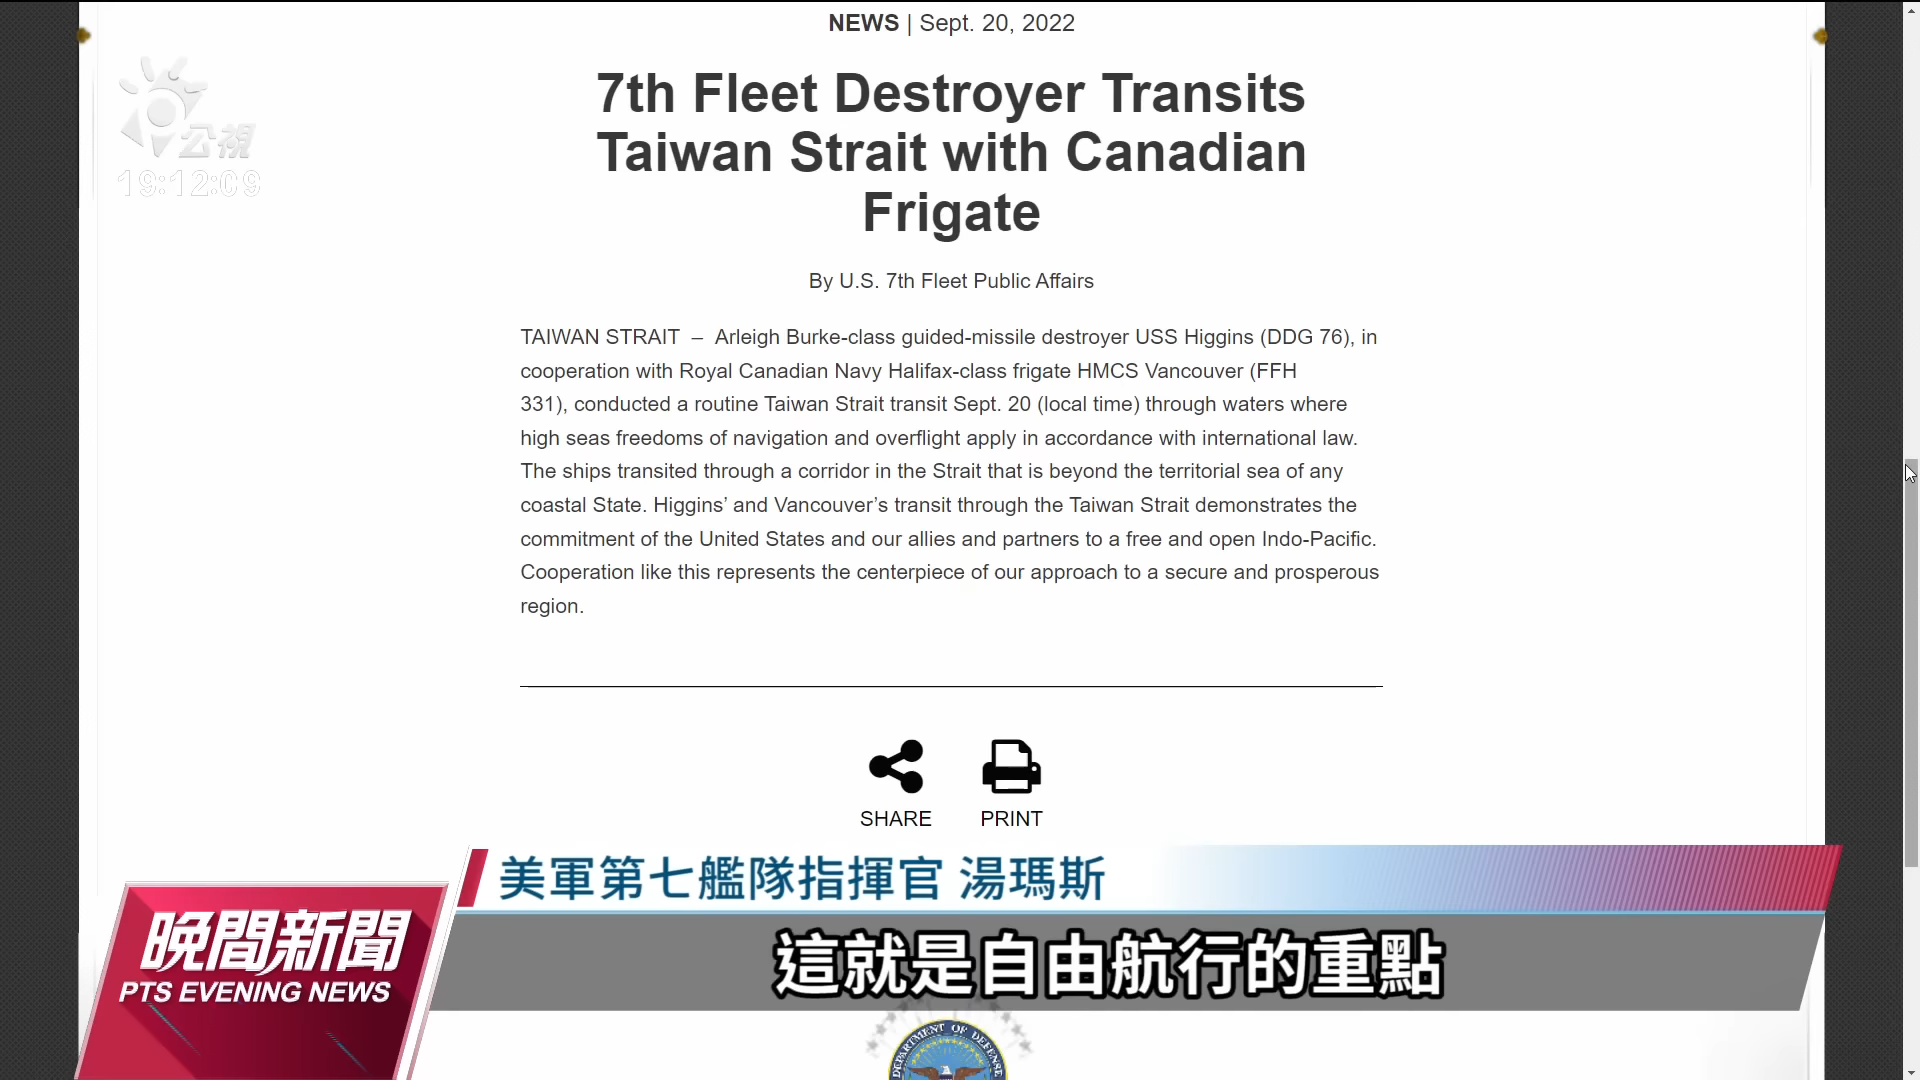 NEWS | Sept. 20, 2022
7th Fleet Destroyer Transits
Taiwan Strait with Canadian
Frigate
公視
19:12:09
By U.S. 7th Fleet Public Affairs
TAIWAN STRAIT – Arleigh Burke-class guided-missile destroyer USS Higgins (DDG 76), in
cooperation with Royal Canadian Navy Halifax-class frigate HMCS Vancouver (FFH
331), conducted a routine Taiwan Strait transit Sept. 20 (local time) through waters where
high seas freedoms of navigation and overflight apply in accordance with international law.
The ships transited through a corridor in the Strait that is beyond the territorial sea of any
coastal State. Higgins’ and Vancouver’s transit through the Taiwan Strait demonstrates the
commitment of the United States and our allies and partners to a free and open Indo-Pacific.
Cooperation like this represents the centerpiece of our approach to a secure and prosperous
region.
SHARE PRINT
美軍第七艦隊指揮官 湯瑪斯
這就是自由航行的重點
晚間新聞
PTS EVENING NEWS
DEPARTMENT OF DEFENSE